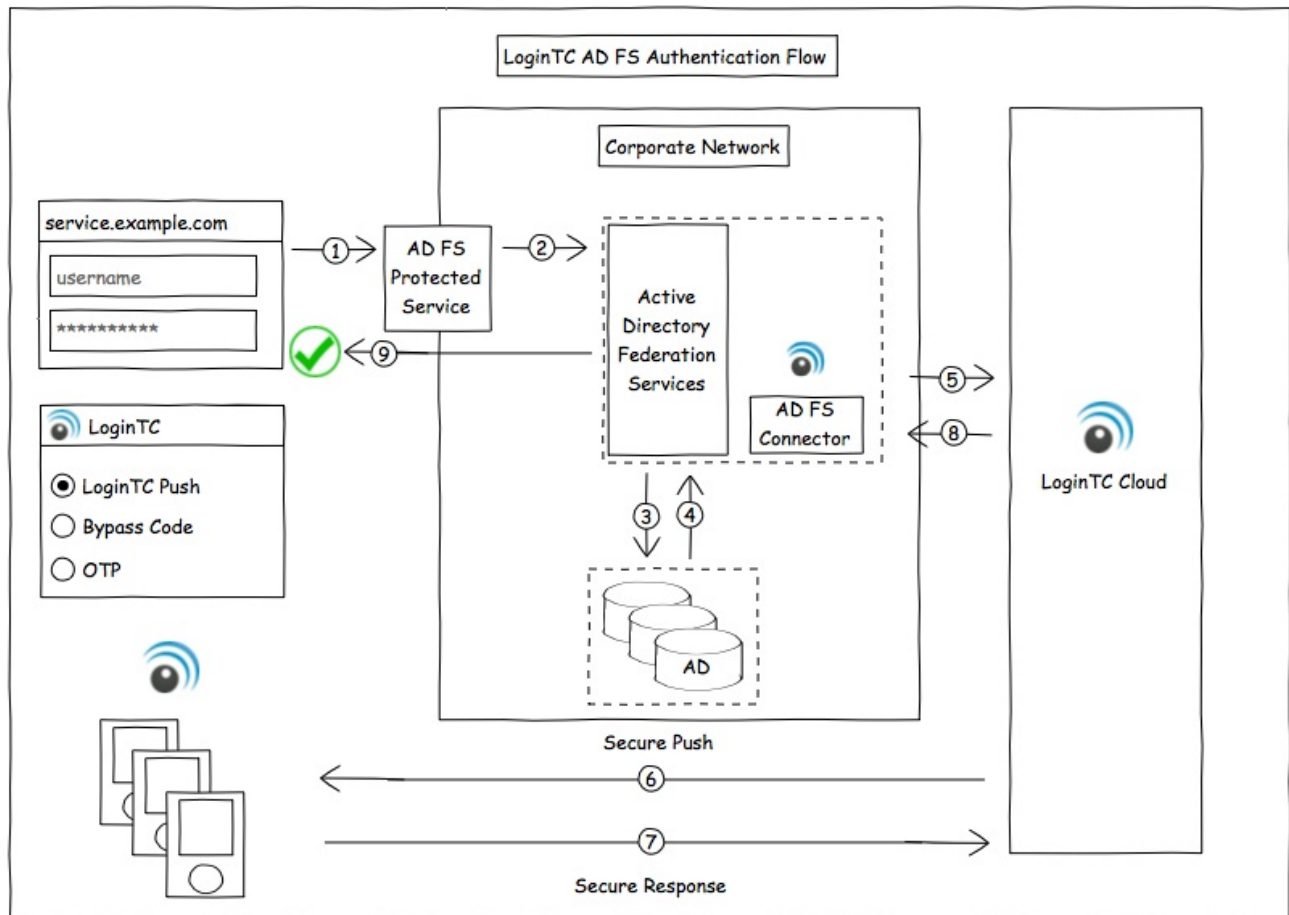 LoginTC AD FS Authentication Flow
Corporate Network
service.example.com
username
**********
1
AD FS
Protected
Service
2
Active
Directory
Federation
Services
9
AD FS
Connector
5
8
LoginTC Cloud
LoginTC
LoginTC Push
Bypass Code
OTP
3
4
AD
Secure Push
6
7
Secure Response